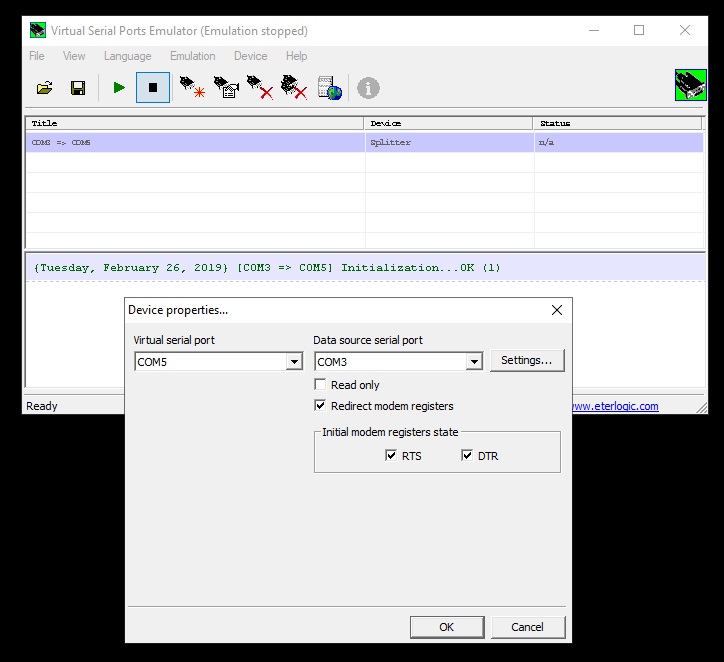 Virtual Serial Ports Emulator (Emulation stopped)
File View Language Emulation Device Help
Title Device Status
COM3 => COM5 Splitter n/a
{Tuesday, February 26, 2019} [COM3 => COM5] Initialization...OK (1)
Device properties...
Virtual serial port Data source serial port
COM5 COM3 Settings...
Read only
Redirect modem registers
Initial modem registers state
RTS DTR
Ready www.eterlogic.com
OK Cancel